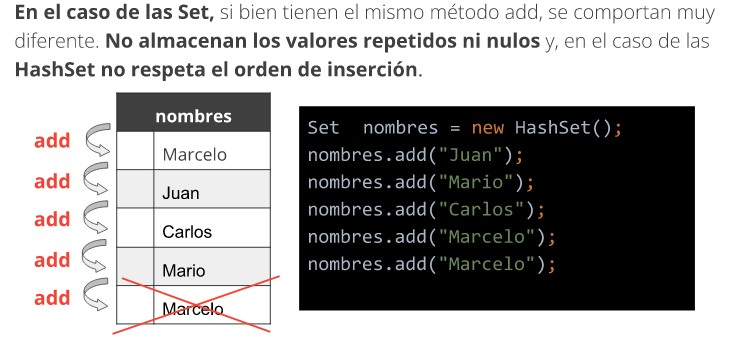 En el caso de las Set, si bien tienen el mismo método add, se comportan muy
diferente. No almacenan los valores repetidos ni nulos y, en el caso de las
HashSet no respeta el orden de inserción.
nombres
add
Marcelo
add
Juan
add
Carlos
add
Mario
add
Marcelo
Set  nombres = new HashSet();
nombres.add("Juan");
nombres.add("Mario");
nombres.add("Carlos");
nombres.add("Marcelo");
nombres.add("Marcelo");